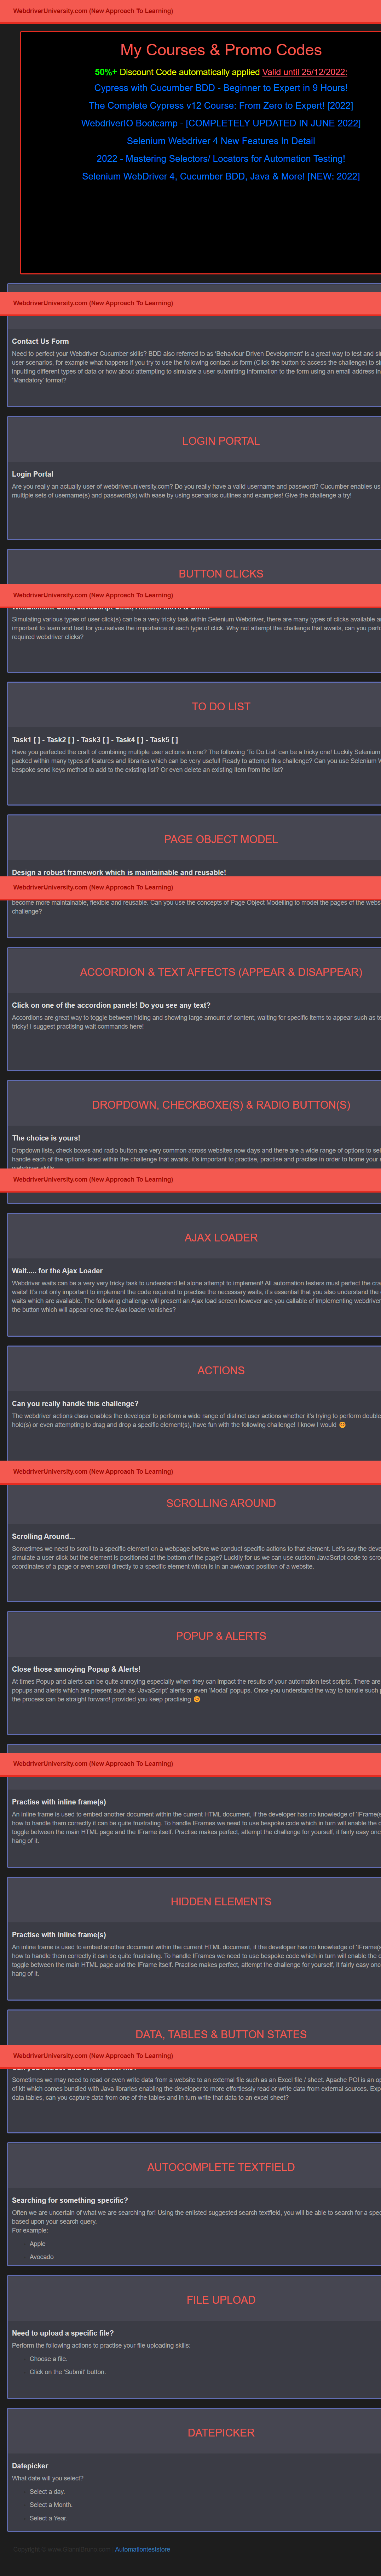 WebdriverUniversity.com (New Approach To Learning)
My Courses & Promo Codes
50%+ Discount Code automatically applied Valid until 25/12/2022:
Cypress with Cucumber BDD - Beginner to Expert in 9 Hours!
The Complete Cypress v12 Course: From Zero to Expert! [2022]
WebdriverIO Bootcamp - [COMPLETELY UPDATED IN JUNE 2022]
Selenium Webdriver 4 New Features In Detail
2022 - Mastering Selectors/ Locators for Automation Testing!
Selenium WebDriver 4, Cucumber BDD, Java & More! [NEW: 2022]
WebdriverUniversity.com (New Approach To Learning)
Contact Us Form
Need to perfect your Webdriver Cucumber skills? BDD also referred to as 'Behaviour Driven Development' is a great way to test and
user scenarios, for example what happens if you try to use the following contact us form (Click the button to access the challenge) to
inputting different types of data or how about attempting to simulate a user submitting information to the form using an email address in
'Mandatory' format?
LOGIN PORTAL
Login Portal
Are you really an actually user of webdriveruniversity.com? Do you really have a valid username and password? Cucumber enables us
multiple sets of username(s) and password(s) with ease by using scenarios outlines and examples! Give the challenge a try!
BUTTON CLICKS
WebdriverUniversity.com (New Approach To Learning)
Simulating various types of user click(s) can be a very tricky task within Selenium Webdriver, there are many types of clicks available
important to learn and test for yourserves the importance of each type of click. Why not attempt the challenge that awaits, can you
required webdriver clicks?
TO DO LIST
Task1 [ ] - Task2 [ ] - Task3 [ ] - Task4 [ ] - Task5 [ ]
Have you perfected the craft of combining multiple user actions in one? The following 'To Do List' can be a tricky one! Luckily Selenium
packed within many types of features and libraries which can be very useful! Ready to attempt this challenge? Can you use Selenium
bespoke send keys method to add to the existing list? Or even delete an existing item from the list?
PAGE OBJECT MODEL
Design a robust framework which is maintainable and reusable!
WebdriverUniversity.com (New Approach To Learning)
become more maintainable, flexible and reusable. Can you use the concepts of Page Object Modelling to model the pages of the
challenge?
ACCORDION & TEXT AFFECTS (APPEAR & DISAPPEAR)
Click on one of the accordion panels! Do you see any text?
Accordions are great way to toggle between hiding and showing large amount of content; waiting for specific items to appear such as
tricky! I suggest practising wait commands here!
DROPDOWN, CHECKBOXE(S) & RADIO BUTTON(S)
The choice is yours!
Dropdown lists, check boxes and radio button are very common across websites now days and there are a wide range of options to
handle each of the options listed within the challenge that awaits, it's important to practise, practise and practise in order to home your
webdriver skills
WebdriverUniversity.com (New Approach To Learning)
AJAX LOADER
Wait..... for the Ajax Loader
Webdriver waits can be a very very tricky task to understand let alone attempt to implement! All automation testers must perfect the
waits! It's not only important to implement the code required to practise the necessary waits, it's essential that you also understand the
waits which are available. The following challenge will present an Ajax load screen however are you callable of implementing webdriver
the button which will appear once the Ajax loader vanishes?
ACTIONS
Can you really handle this challenge?
The webdriver actions class enables the developer to perform a wide range of distinct user actions whether it's trying to perform double
hold(s) or even attempting to drag and drop a specific element(s), have fun with the following challenge! I know I would 😊
WebdriverUniversity.com (New Approach To Learning)
SCROLLING AROUND
Scrolling Around...
Sometimes we need to scroll to a specific element on a webpage before we conduct specific actions to that element. Let's say the
simulate a user click but the element is positioned at the bottom of the page? Luckily for us we can use custom JavaScript code to
coordinates of a page or even scroll directly to a specific element which is in an awkward position of a website.
POPUP & ALERTS
Close those annoying Popup & Alerts!
At times Popup and alerts can be quite annoying especially when they can impact the results of your automation test scripts. There are
popups and alerts which are present such as 'JavaScript' alerts or even 'Modal' popups. Once you understand the way to handle such
the process can be straight forward! provided you keep practising 😊
WebdriverUniversity.com (New Approach To Learning)
Practise with inline frame(s)
An inline frame is used to embed another document within the current HTML document, if the developer has no knowledge of
how to handle them correctly it can be quite frustrating. To handle IFrames we need to use bespoke code which in turn will enable the
toggle between the main HTML page and the IFrame itself. Practise makes perfect, attempt the challenge for yourself, it fairly easy
hang of it.
HIDDEN ELEMENTS
Practise with inline frame(s)
An inline frame is used to embed another document within the current HTML document, if the developer has no knowledge of
how to handle them correctly it can be quite frustrating. To handle IFrames we need to use bespoke code which in turn will enable the
toggle between the main HTML page and the IFrame itself. Practise makes perfect, attempt the challenge for yourself, it fairly easy
hang of it.
DATA, TABLES & BUTTON STATES
WebdriverUniversity.com (New Approach To Learning)
Sometimes we may need to read or even write data from a website to an external file such as an Excel file / sheet. Apache POI is an
of kit which comes bundled with Java libraries enabling the developer to more effortlessly read or write data from external sources.
data tables, can you capture data from one of the tables and in turn write that data to an excel sheet?
AUTOCOMPLETE TEXTFIELD
Searching for something specific?
Often we are uncertain of what we are searching for! Using the enlisted suggested search textfield, you will be able to search for a
based upon your search query.
For example:
Apple
Avocado
FILE UPLOAD
Need to upload a specific file?
Perform the following actions to practise your file uploading skills:
Choose a file.
Click on the 'Submit' button.
DATEPICKER
Datepicker
What date will you select?
Select a day.
Select a Month.
Select a Year.
Automationteststore